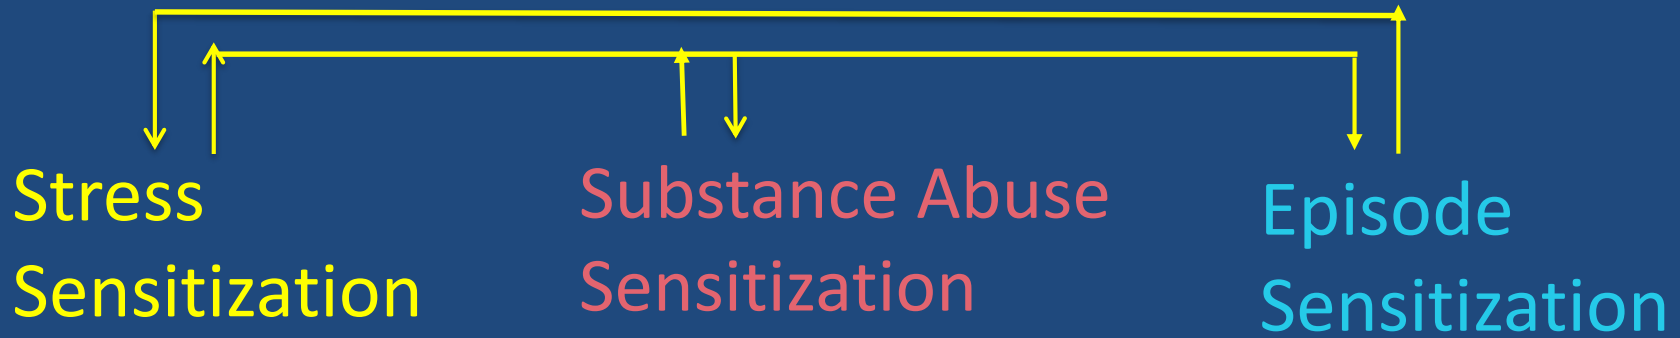 Stress
Sensitization
Substance Abuse
Sensitization
Episode
Sensitization